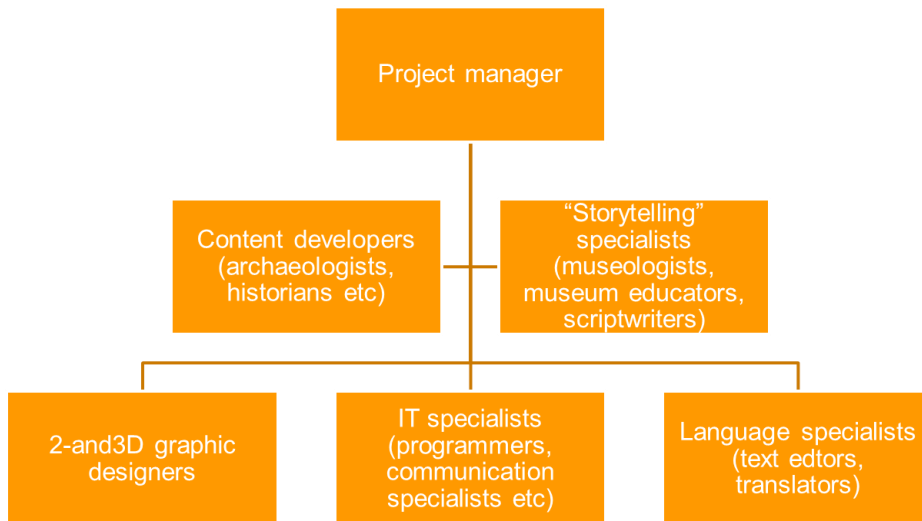 Project manager
Content developers
(archaeologists,
historians etc)
“Storytelling”
specialists
(museologists,
museum educators,
scriptwriters)
2-and3D graphic
designers
IT specialists
(programmers,
communication
specialists etc)
Language specialists
(text edtors,
translators)